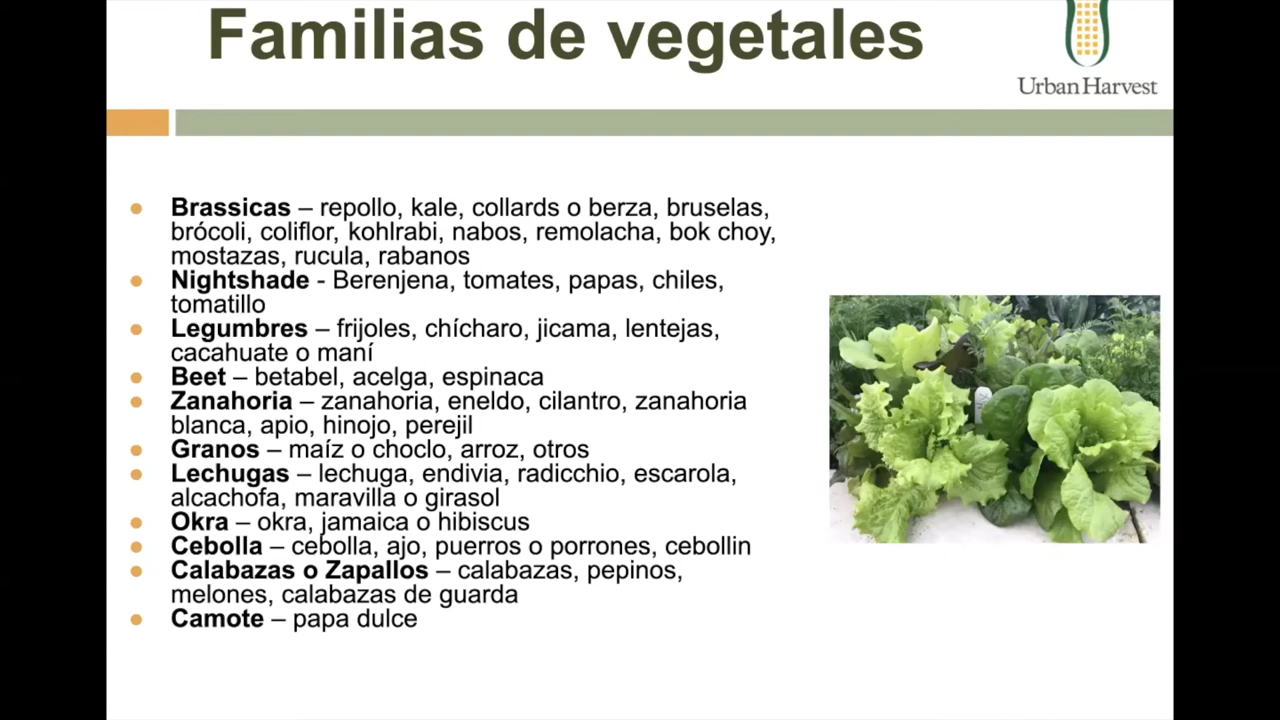 Familias de vegetales
Urban Harvest
Brassicas – repollo, kale, collards o berza, bruselas,
brócoli, coliflor, kohlrabi, nabos, remolacha, bok choy,
mostazas, rucula, rabanos
Nightshade - Berenjena, tomates, papas, chiles,
tomatillo
Legumbres – frijoles, chícharo, jicama, lentejas,
cacahuate o maní
Beet – betabel, acelga, espinaca
Zanahoria – zanahoria, eneldo, cilantro, zanahoria
blanca, apio, hinojo, perejil
Granos – maíz o choclo, arroz, otros
Lechugas – lechuga, endivia, radicchio, escarola,
alcachofa, maravilla o girasol
Okra – okra, jamaica o hibiscus
Cebolla – cebolla, ajo, puerros o porrones, cebollin
Calabazas o Zapallos – calabazas, pepinos,
melones, calabazas de guarda
Camote – papa dulce